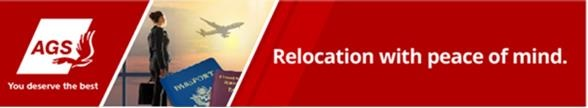 AGS
You deserve the best
PASSPORT
Relocation with peace of mind.